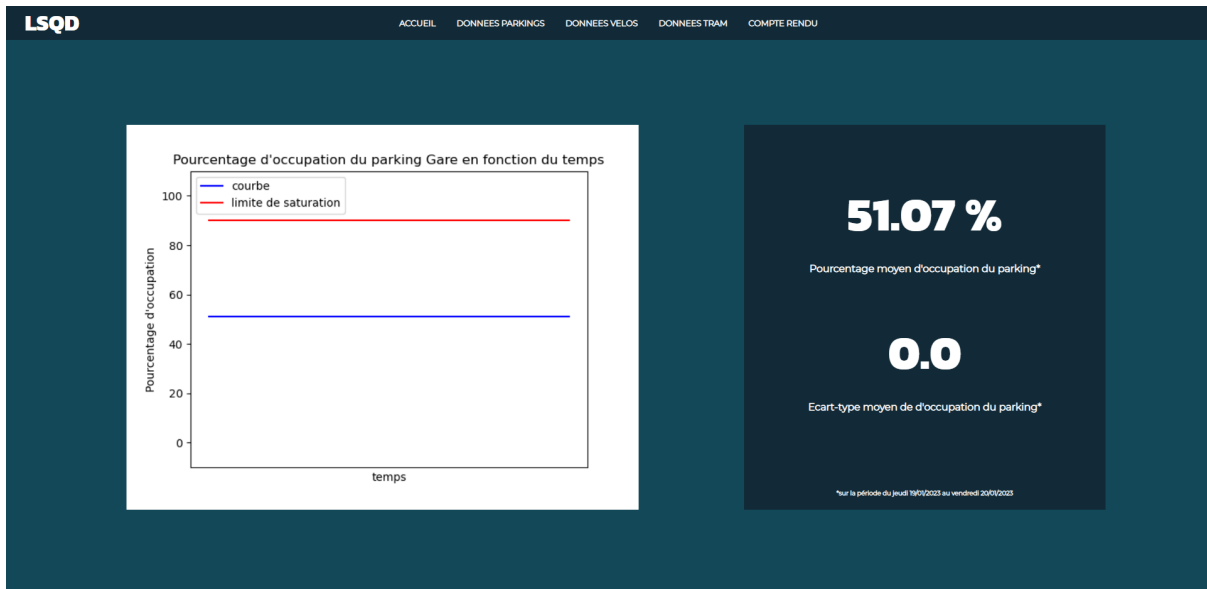 LSQD
ACCUEIL DONNEES PARKINGS DONNEES VELOS DONNEES TRAM COMPTE RENDU
Pourcentage d'occupation du parking Gare en fonction du temps
courbe
limite de saturation
100
80
60
40
20
0
Pourcentage d'occupation
temps
51.07 %
Pourcentage moyen d'occupation du parking*
0.0
Ecart-type moyen de d'occupation du parking*
*sur la période du jeudi 19/01/2023 au vendredi 20/01/2023